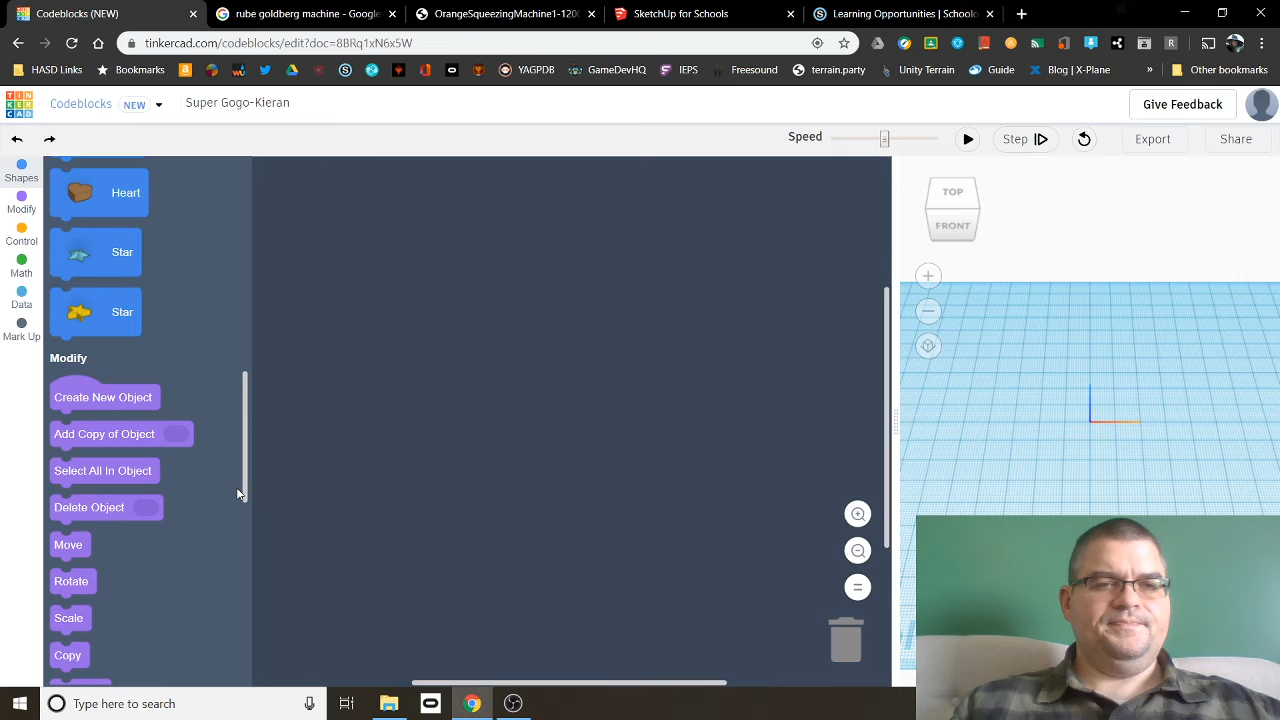 Codeblocks (NEW)
rube goldberg machine - Google
OrangeSqueezingMachine1-1200
SketchUp for Schools
Learning Opportunities | Schoolo
tinkercad.com/codeblocks/edit?doc=8BRq1xN6x5W
HASD Links
Bookmarks
YAGPDB
GameDevHQ
IEPS
Freesound
terrain.party
Unity Terrain
Guide
Blog | X-Plane
Other bookmarks
TIN
KER
CAD
Codeblocks
NEW
Super Gogo-Kieran
Give Feedback
Speed
Step
Export
Share
Shapes
Modify
Control
Math
Data
Mark Up
Heart
Star
Star
Modify
Create New Object
Add Copy of Object
Select All In Object
Delete Object
Move
Rotate
Scale
Copy
TOP
FRONT
Type here to search